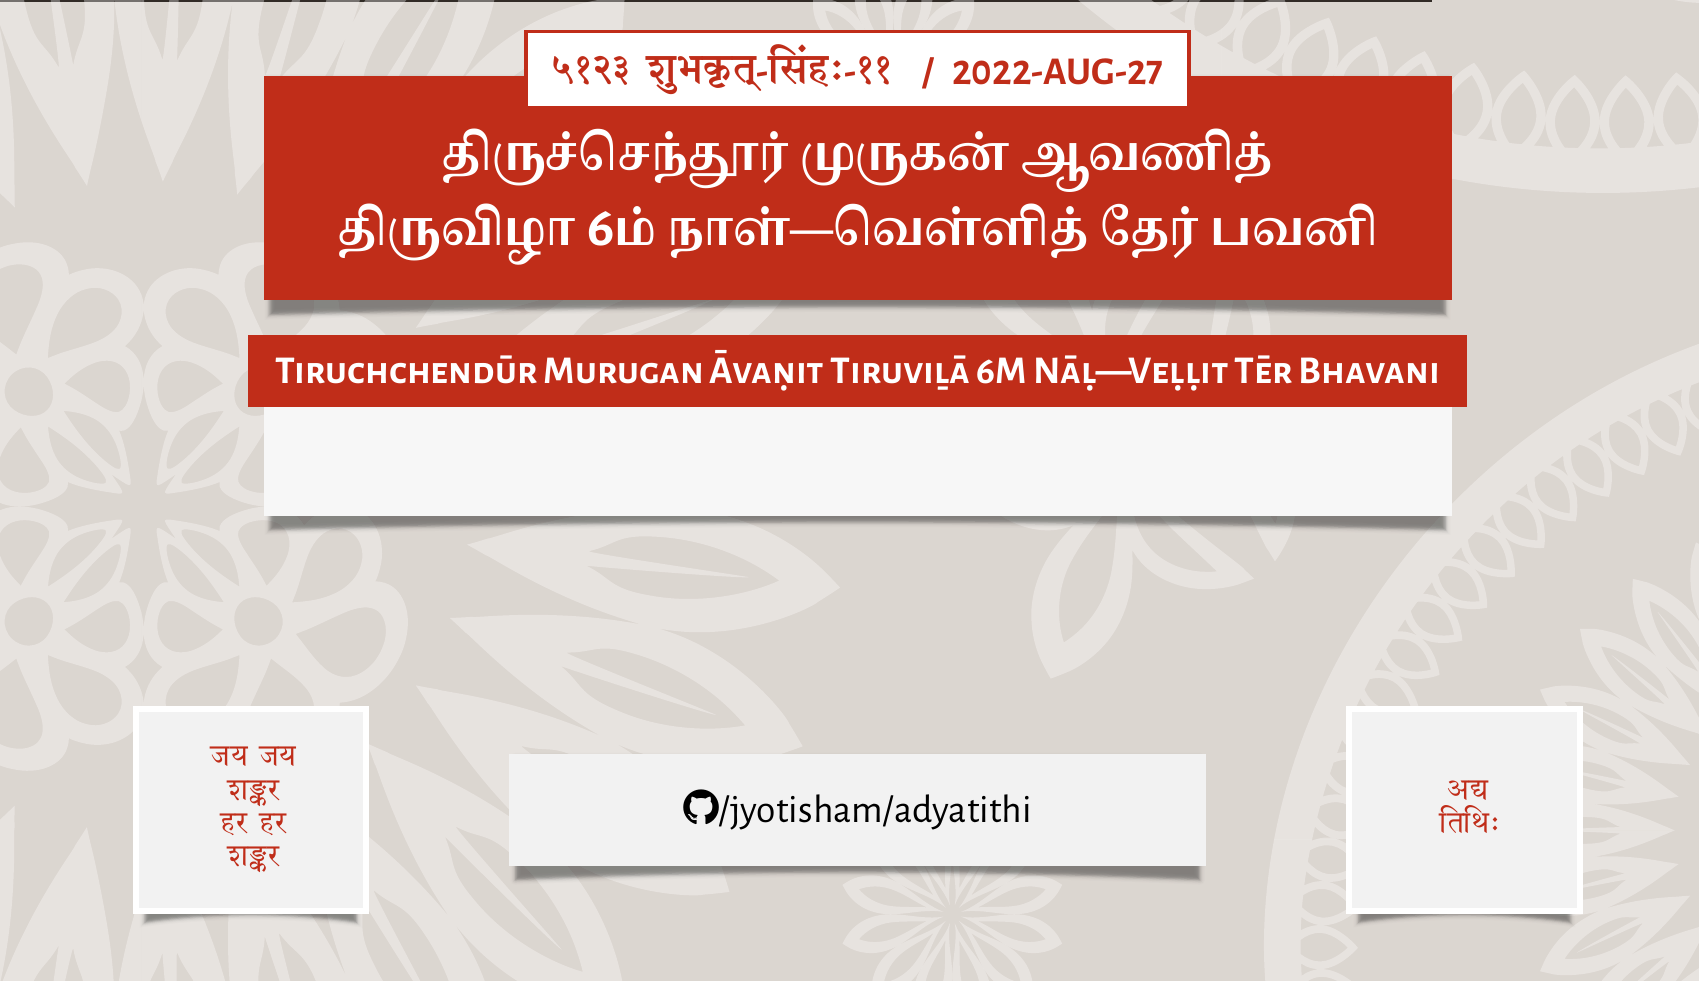 ५१२३ शुभकृत्-सिंहः-११ / 2022-AUG-27
திருச்செந்தூர் முருகன் ஆவணித்
திருவிழா 6ம் நாள்—வெள்ளித் தேர் பவனி
Tiruchchendūr Murugan Āvaṇit Tiruviḻā 6M Nāḷ—Veḷḷit Tēr Bhavani
जय जय
शङ्कर
हर हर
शङ्कर
/jyotisham/adyatithi
अद्य
तिथिः